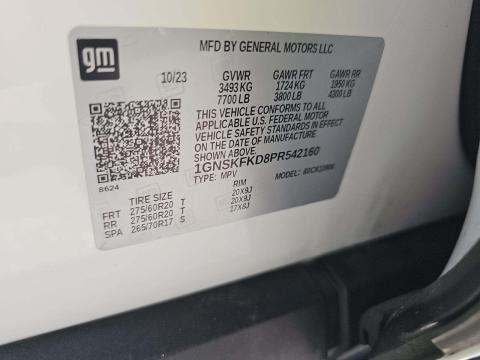 gm
MFD BY GENERAL MOTORS LLC
10/23 GVWR GAWR FRT GAWR RR
3493 KG 1724 KG 1950 KG
7700 LB 3800 LB 4300 LB
THIS VEHICLE CONFORMS TO ALL
APPLICABLE U.S. FEDERAL MOTOR
VEHICLE SAFETY STANDARDS IN EFFECT
ON THE DATE OF MANUFACTURE
SHOWN ABOVE.
1GNSKFKD8PR542160
8624 TYPE: MPV MODEL:
TIRE SIZE RIM
FRT 275/60R20 T 20X9J
RR 275/60R20 T 20X9J
SPA 265/70R17 S 17X8J